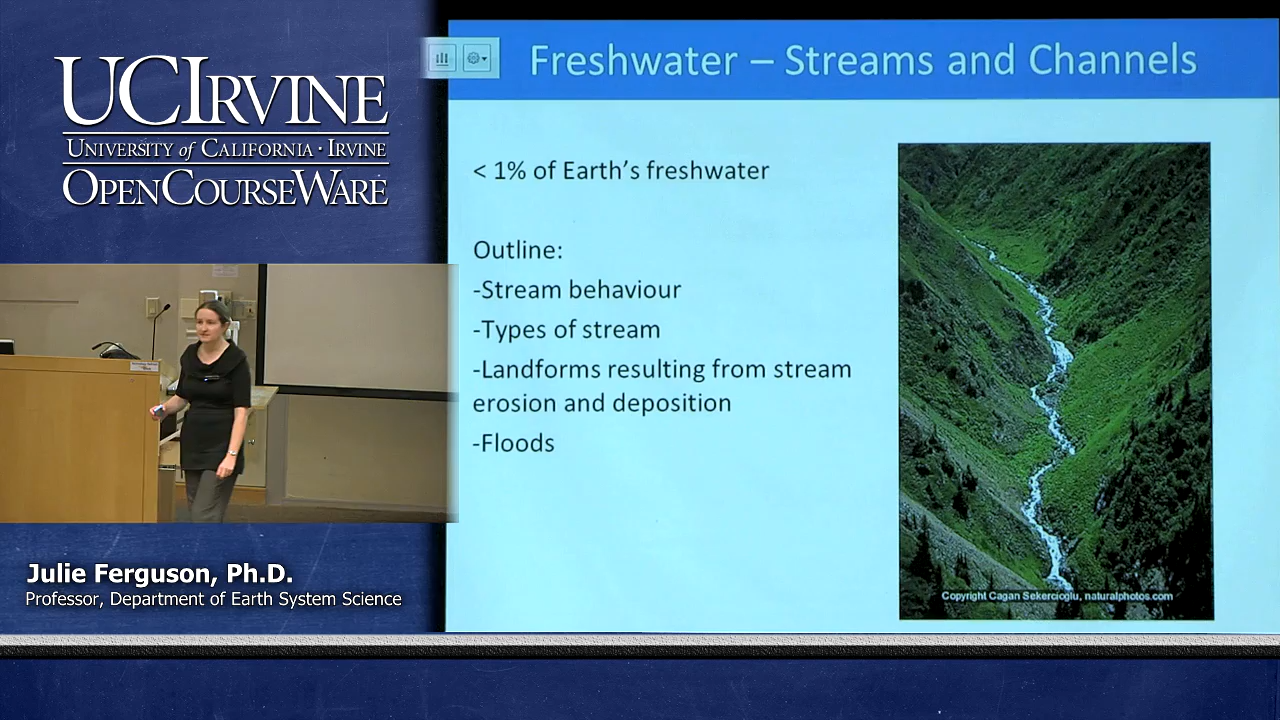 UCIRVINE
UNIVERSITY of CALIFORNIA · IRVINE
OPENCOURSEWARE
Freshwater – Streams and Channels
< 1% of Earth's freshwater
Outline:
-Stream behaviour
-Types of stream
-Landforms resulting from stream
erosion and deposition
-Floods
Copyright Cagan Sekercioglu, naturalphotos.com
Julie Ferguson, Ph.D.
Professor, Department of Earth System Science